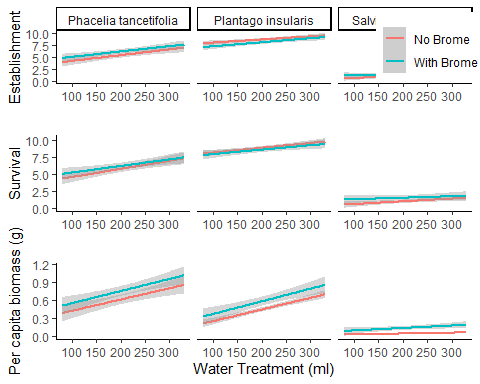 Phacelia tancetifolia Plantago insularis Salv
No Brome
With Brome
Establishment
10.0
7.5
5.0
2.5
0.0
100 150 200 250 300 100 150 200 250 300 100 150 200 250 300
Survival
10.0
7.5
5.0
2.5
0.0
100 150 200 250 300 100 150 200 250 300 100 150 200 250 300
Per capita biomass (g)
1.2
0.9
0.6
0.3
0.0
100 150 200 250 300 100 150 200 250 300 100 150 200 250 300
Water Treatment (ml)